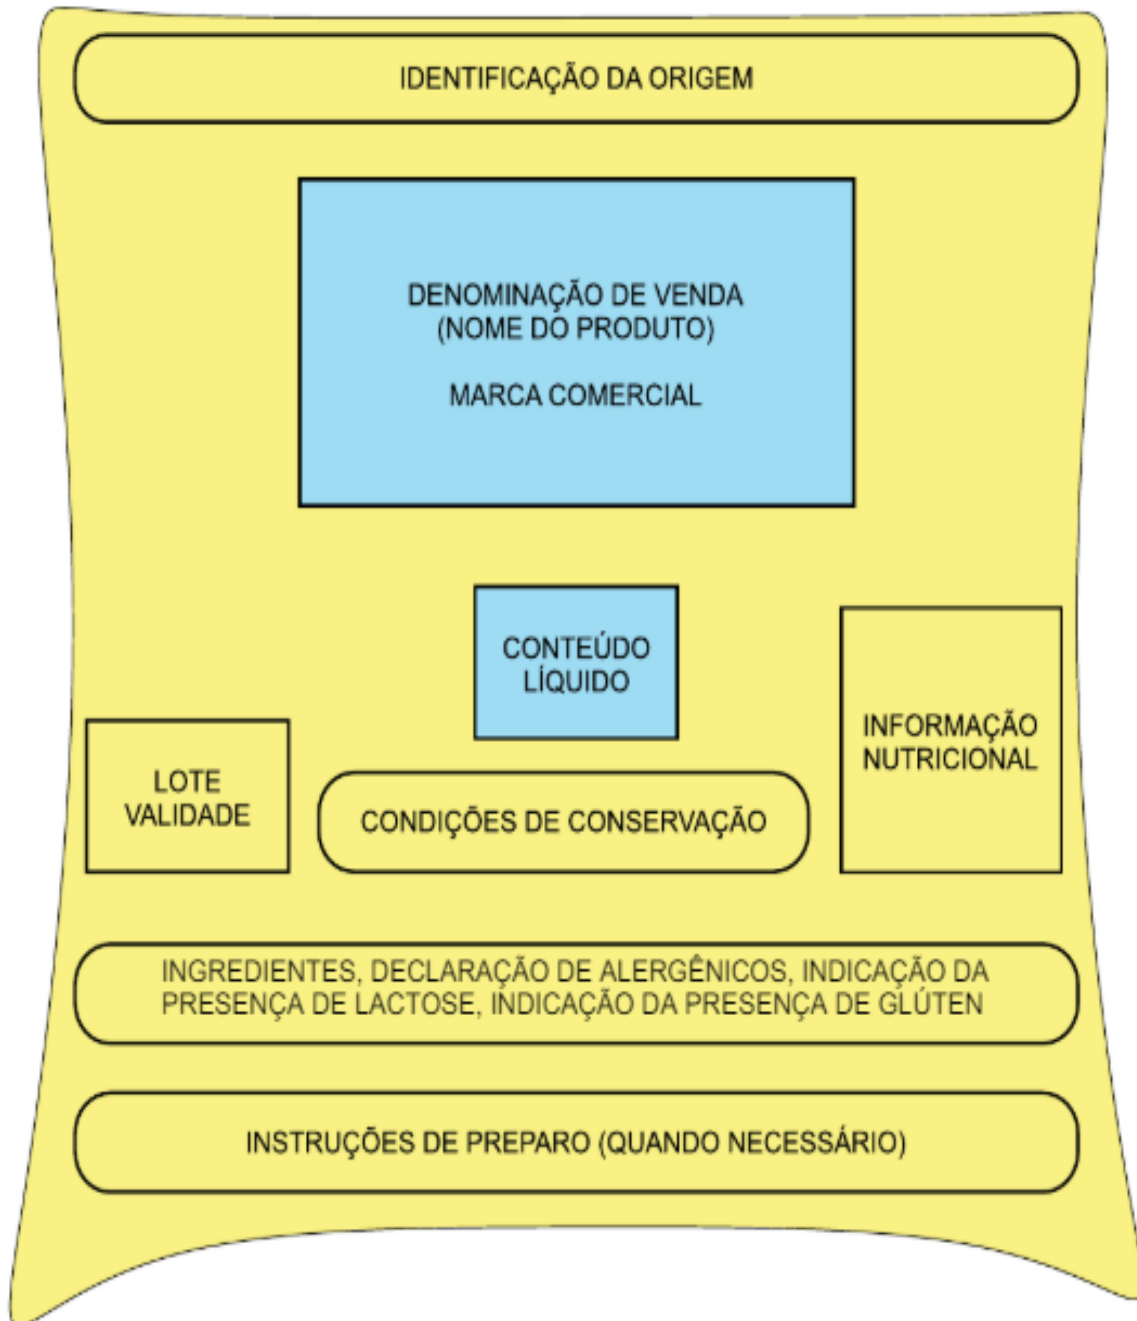 IDENTIFICAÇÃO DA ORIGEM
DENOMINAÇÃO DE VENDA
(NOME DO PRODUTO)
MARCA COMERCIAL
CONTEÚDO
LÍQUIDO
INFORMAÇÃO
NUTRICIONAL
LOTE
VALIDADE
CONDIÇÕES DE CONSERVAÇÃO
INGREDIENTES, DECLARAÇÃO DE ALERGÊNICOS, INDICAÇÃO DA
PRESENÇA DE LACTOSE, INDICAÇÃO DA PRESENÇA DE GLÚTEN
INSTRUÇÕES DE PREPARO (QUANDO NECESSÁRIO)